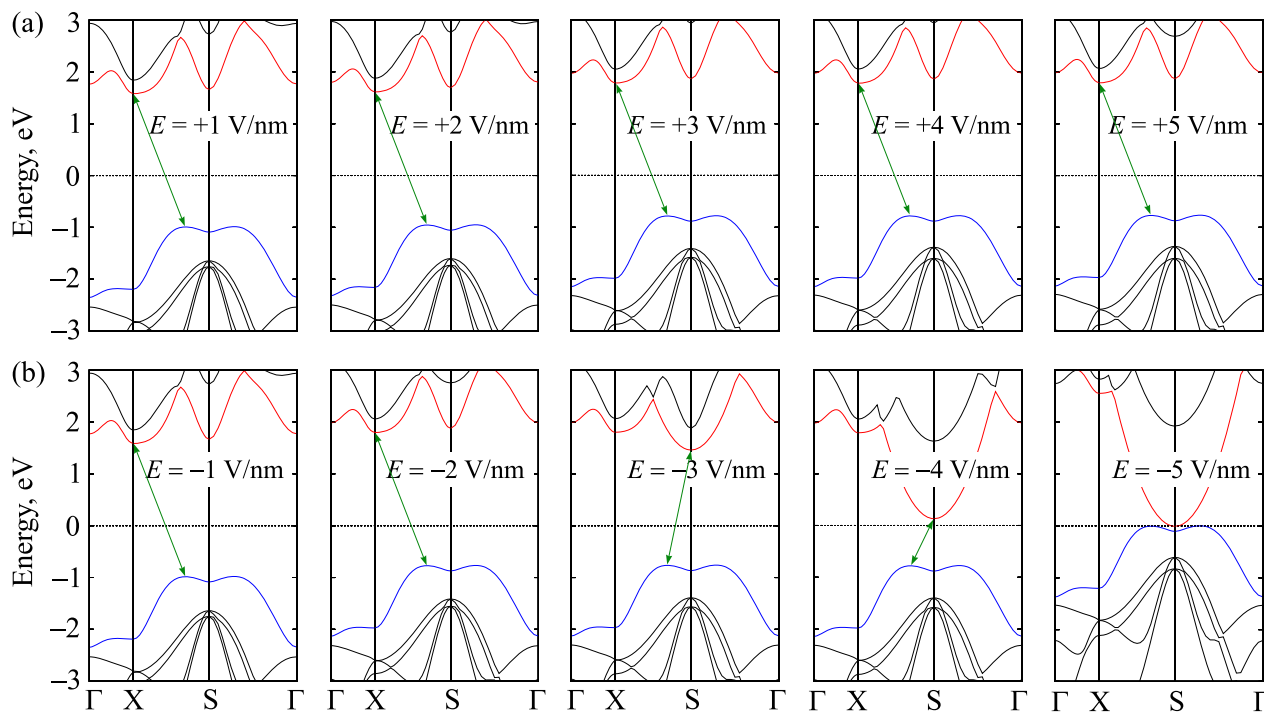 (a)
Energy, eV
3
2
1
0
−1
−2
−3
E = +1 V/nm
E = +2 V/nm
E = +3 V/nm
E = +4 V/nm
E = +5 V/nm
(b)
Energy, eV
3
2
1
0
−1
−2
−3
E = −1 V/nm
E = −2 V/nm
E = −3 V/nm
E = −4 V/nm
E = −5 V/nm
Γ X S Γ X S Γ X S Γ X S Γ X S Γ